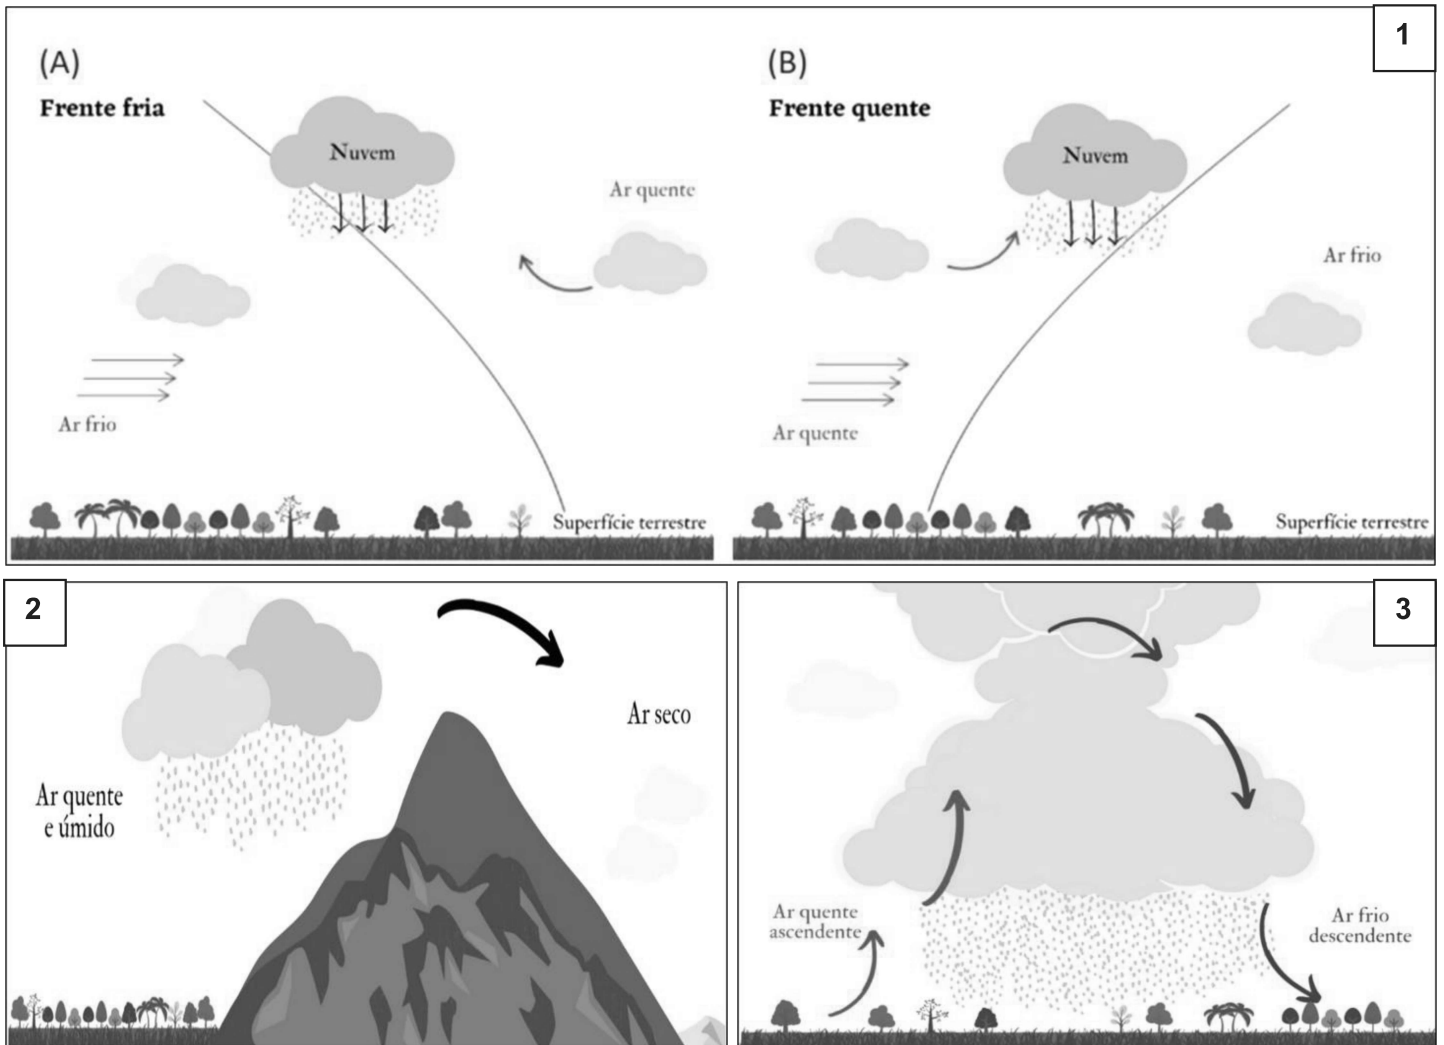 1
(A)
Frente fria
Nuvem
Ar quente
Ar frio
Superfície terrestre
(B)
Frente quente
Nuvem
Ar frio
Ar quente
Superfície terrestre
2
Ar quente
e úmido
Ar seco
3
Ar quente
ascendente
Ar frio
descendente